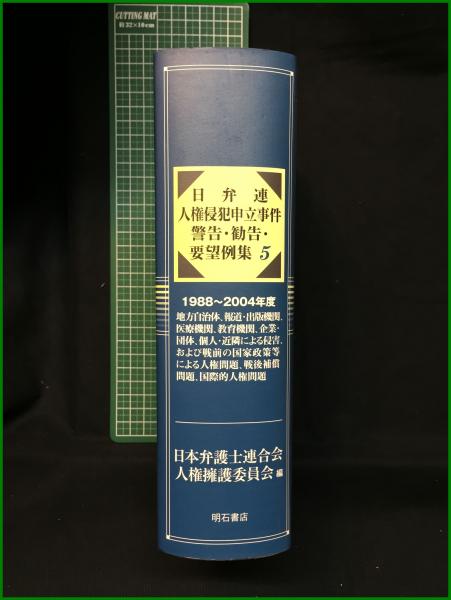 CUTTING MAT
約32×10cm
日弁連
人権侵犯申立事件
警告・勧告・
要望例集 5
1988〜2004年度
地方自治体、報道・出版機関、
医療機関、教育機関、企業・
団体、個人・近隣による侵害、
および戦前の国家政策等
による人権問題、戦後補償
問題、国際的人権問題
日本弁護士連合会
人権擁護委員会 編
明石書店